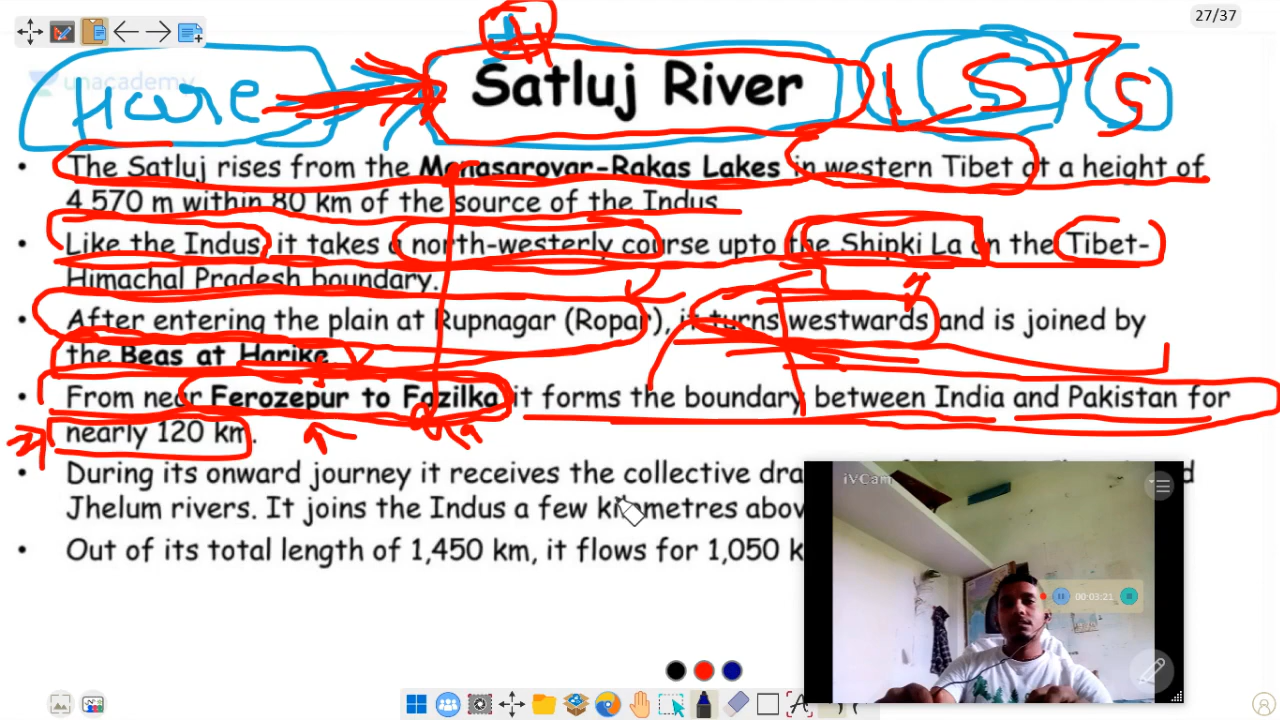 27/37
unacademy
Hare
Satluj River
S
S
• The Satluj rises from the Manasarovar-Rakas Lakes in western Tibet at a height of
4 570 m within 80 km of the source of the Indus
• Like the Indus, it takes a north-westerly course upto the Shipki La on the Tibet-
Himachal Pradesh boundary.
• After entering the plain at Rupnagar (Ropar), it turns westwards and is joined by
the Beas at Harike
• From near Ferozepur to Fazilka it forms the boundary between India and Pakistan for
nearly 120 km.
• During its onward journey it receives the collective
Jhelum rivers. It joins the Indus a few kilometres
• Out of its total length of 1,450 km, it flows for 1,050
iVCam
00:03:21